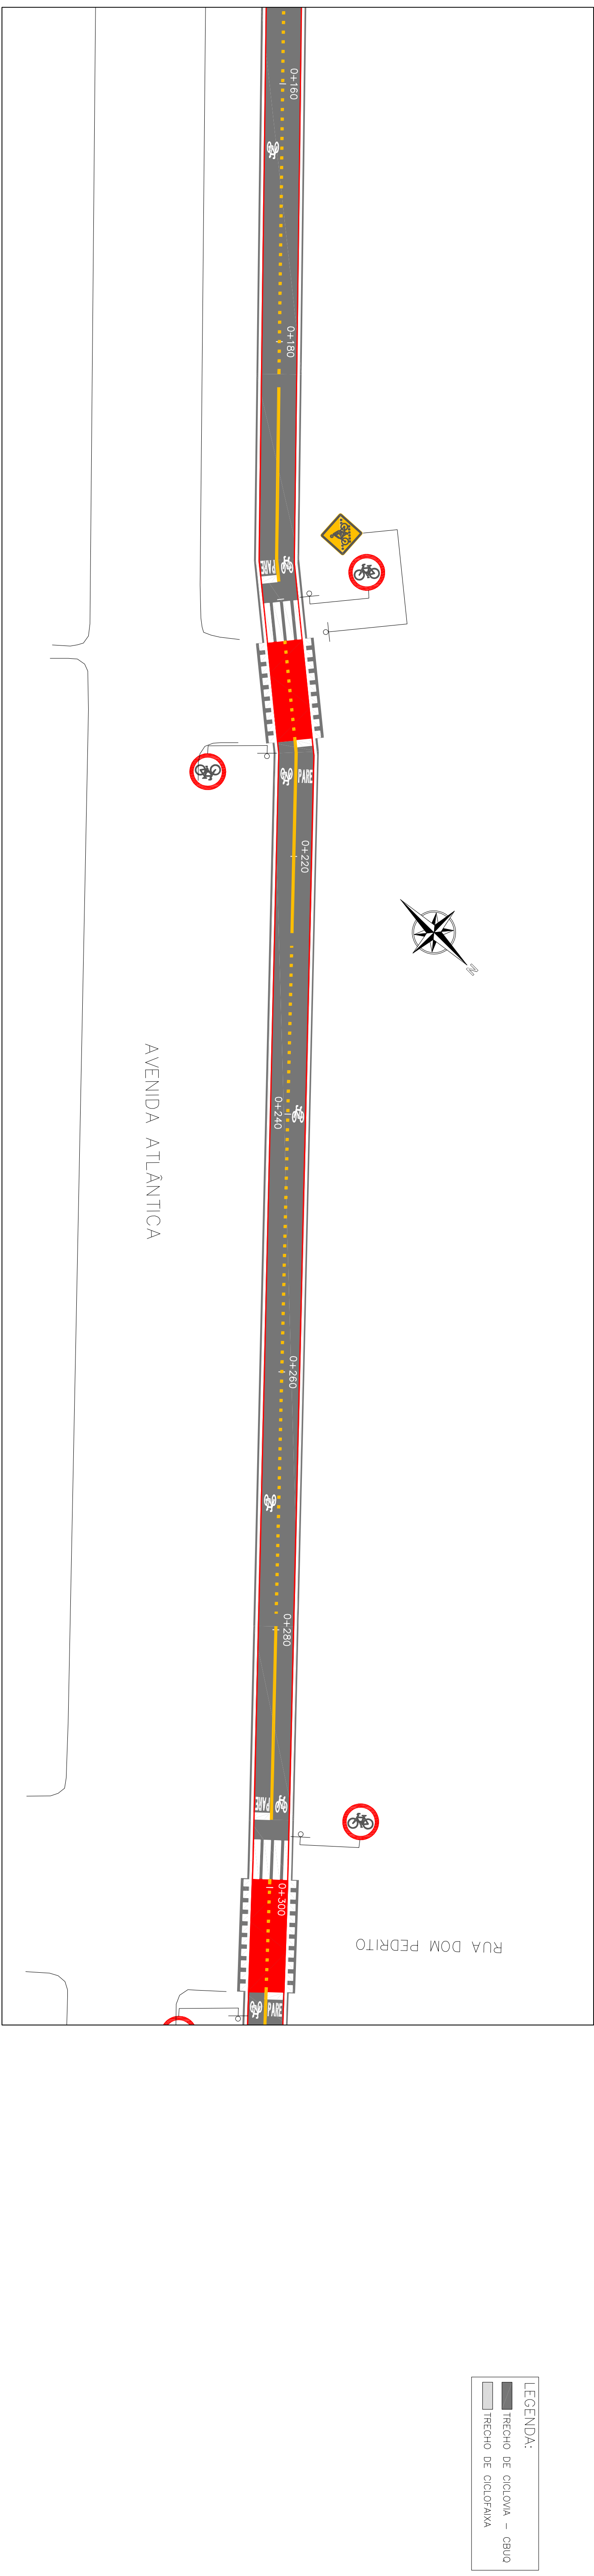 0+160
0+180
PARE
PARE
0+220
N
0+240
AVENIDA ATLÂNTICA
0+260
0+280
PARE
0+300
RUA DOM PEDRITO
PARE
LEGENDA:
TRECHO DE CICLOVIA – CBUQ
TRECHO DE CICLOFAIXA